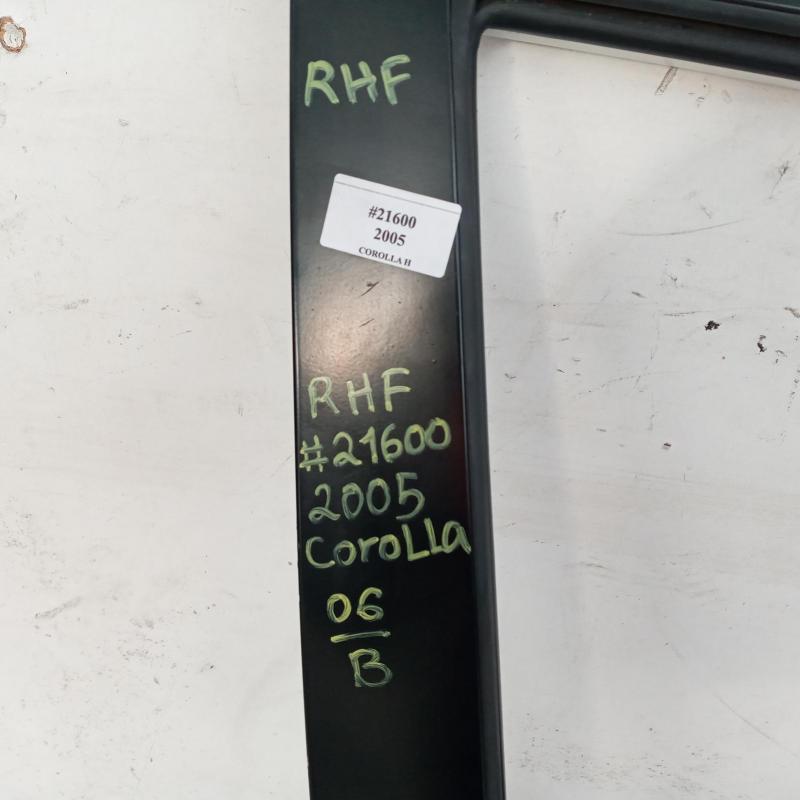 RHF
#21600
2005
COROLLA H
RHF
#21600
2005
CoroLLa
06
B